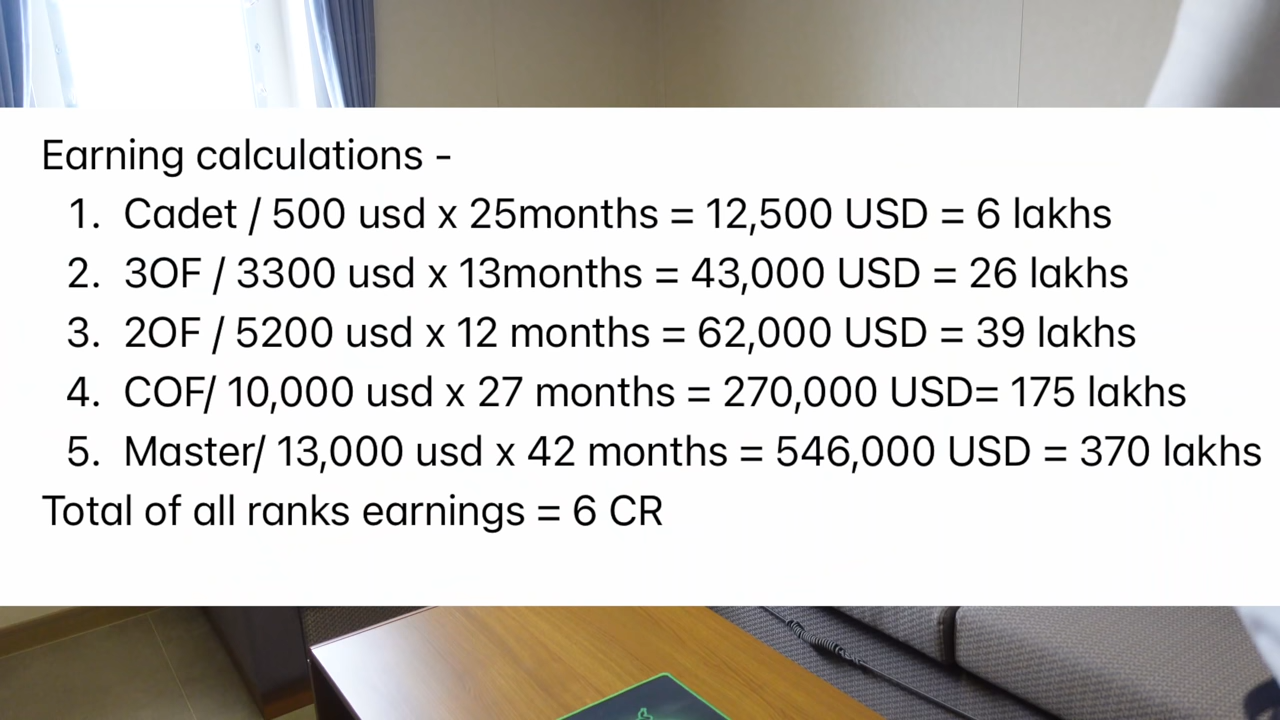 Earning calculations -
1. Cadet / 500 usd x 25months = 12,500 USD = 6 lakhs
2. 3OF / 3300 usd x 13months = 43,000 USD = 26 lakhs
3. 2OF / 5200 usd x 12 months = 62,000 USD = 39 lakhs
4. COF/ 10,000 usd x 27 months = 270,000 USD= 175 lakhs
5. Master/ 13,000 usd x 42 months = 546,000 USD = 370 lakhs
Total of all ranks earnings = 6 CR